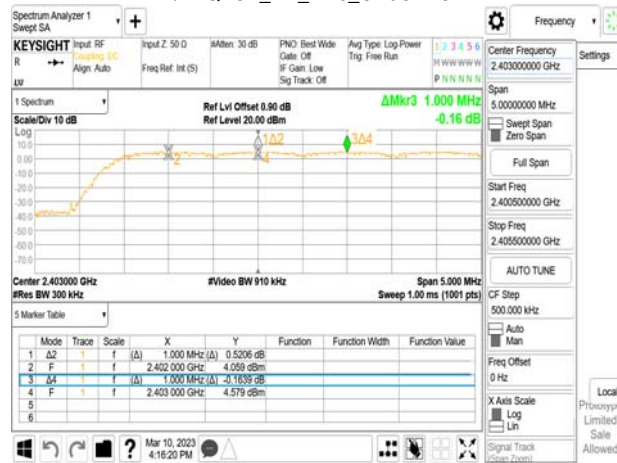 Spectrum Analyzer 1
Swept SA
Frequency
KEYSIGHT
Input: RF
Coupling: DC
Align: Auto
Input Z: 50 Ω
Freq Ref: Int (S)
#Atten: 30 dB
PNO: Best Wide
Gate: Off
IF Gain: Low
Sig Track: Off
Avg Type: Log-Power
Trig: Free Run
1 2 3 4 5 6
M W W W W W
P N N N N N
R
1 Spectrum
Scale/Div 10 dB
Ref Lvl Offset 0.90 dB
Ref Level 20.00 dBm
ΔMkr3 1.000 MHz
-0.16 dB
Log
10.0
0.00
-10.0
-20.0
-30.0
-40.0
-50.0
-60.0
-70.0
2
1Δ2
4
3Δ4
Center 2.403000 GHz
#Res BW 300 kHz
#Video BW 910 kHz
Span 5.000 MHz
Sweep 1.00 ms (1001 pts)
5 Marker Table
Mode Trace Scale X Y Function Function Width Function Value
1 Δ2 1 f (Δ) 1.000 MHz (Δ) 0.5206 dB
2 F 1 f 2.402 000 GHz 4.059 dBm
3 Δ4 1 f (Δ) 1.000 MHz (Δ) -0.1639 dB
4 F 1 f 2.403 000 GHz 4.579 dBm
5
6
Mar 10, 2023
4:16:20 PM
Center Frequency
2.403000000 GHz
Settings
Span
5.00000000 MHz
Swept Span
Zero Span
Full Span
Start Freq
2.400500000 GHz
Stop Freq
2.405500000 GHz
AUTO TUNE
CF Step
500.000 kHz
Auto
Man
Freq Offset
0 Hz
X Axis Scale
Log
Lin
Signal Track
(Span Zoom)
Local
Prototype
Limited
Sale
Allowed